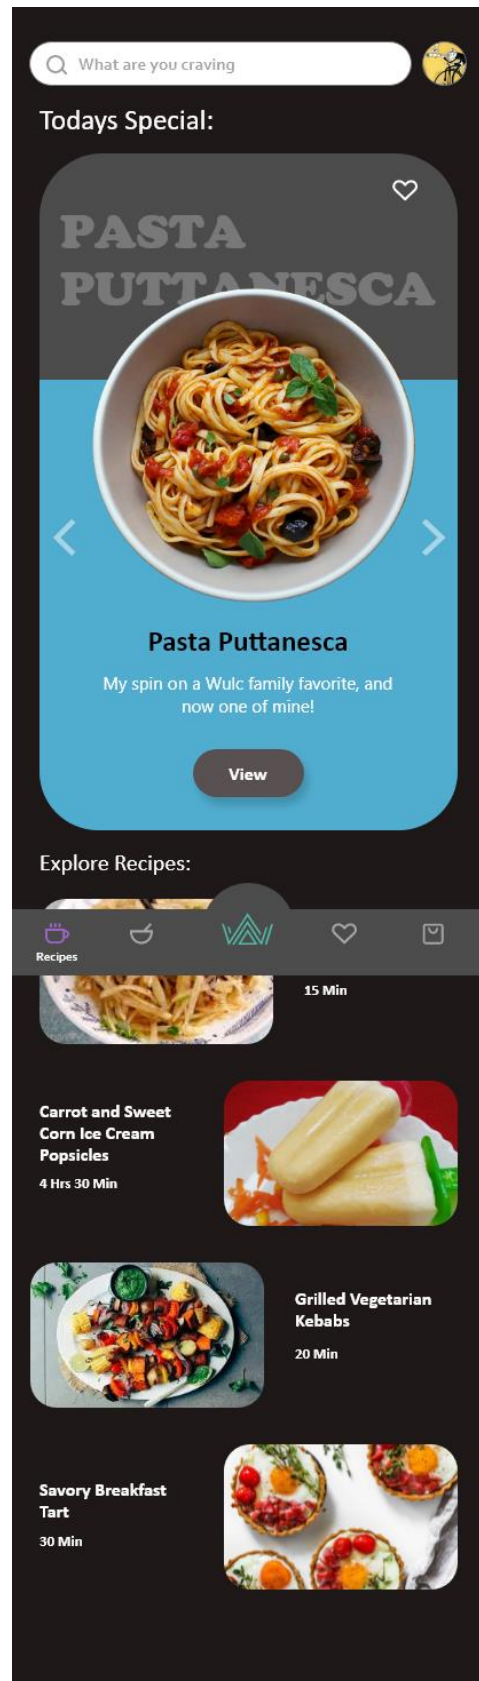 What are you craving
Todays Special:
PASTA
PUTTANESCA
Pasta Puttanesca
My spin on a Wulc family favorite, and
now one of mine!
View
Explore Recipes:
Recipes
15 Min
Carrot and Sweet
Corn Ice Cream
Popsicles
4 Hrs 30 Min
Grilled Vegetarian
Kebabs
20 Min
Savory Breakfast
Tart
30 Min